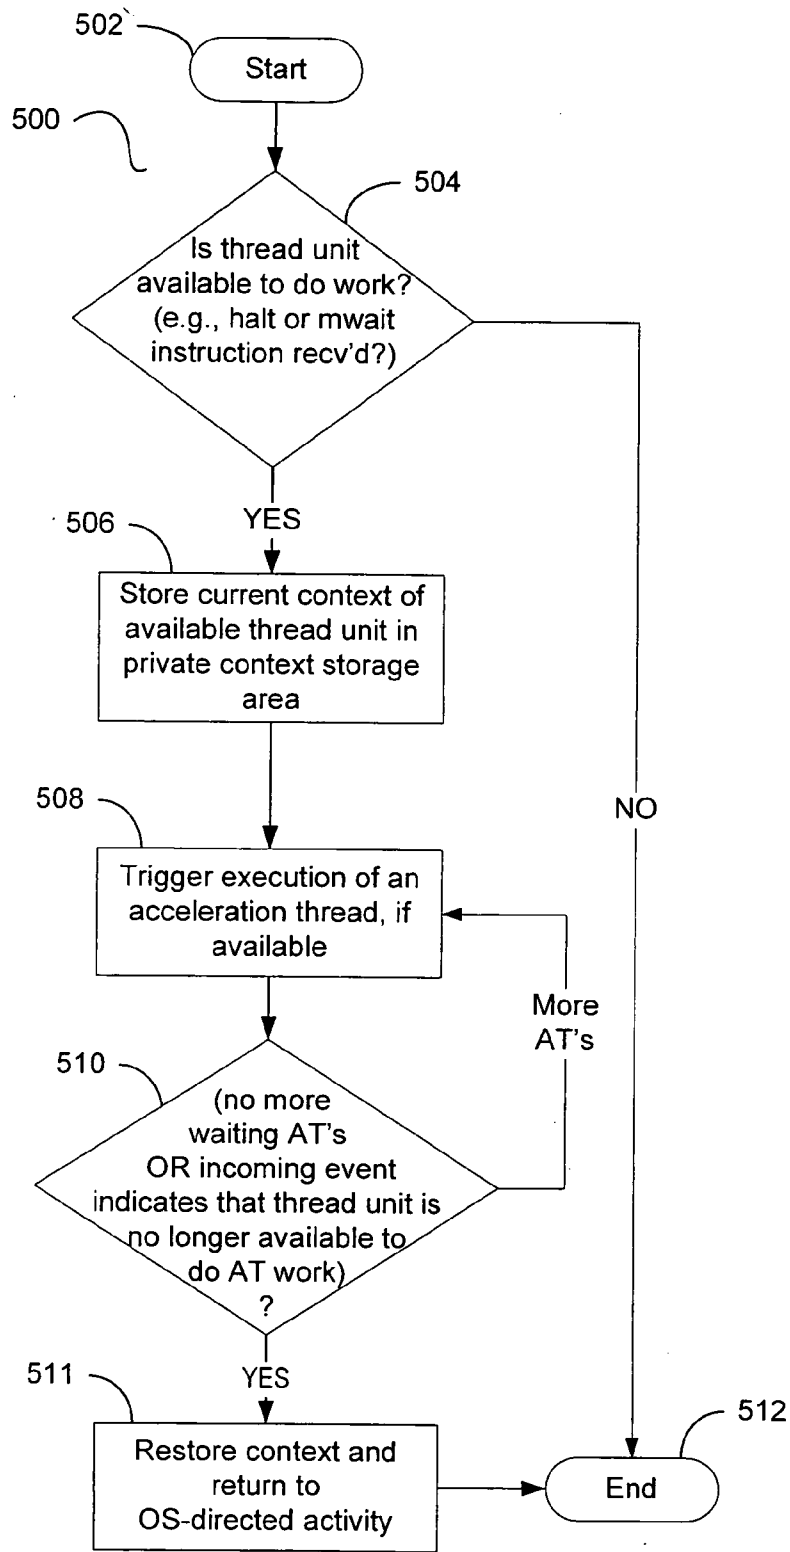 502
Start
500
504
Is thread unit
available to do work?
(e.g., halt or mwait
instruction recv'd?)
YES
506
Store current context of
available thread unit in
private context storage
area
NO
508
Trigger execution of an
acceleration thread, if
available
More
AT's
510
(no more
waiting AT's
OR incoming event
indicates that thread unit is
no longer available to
do AT work)
?
YES
511
512
Restore context and
return to
OS-directed activity
End